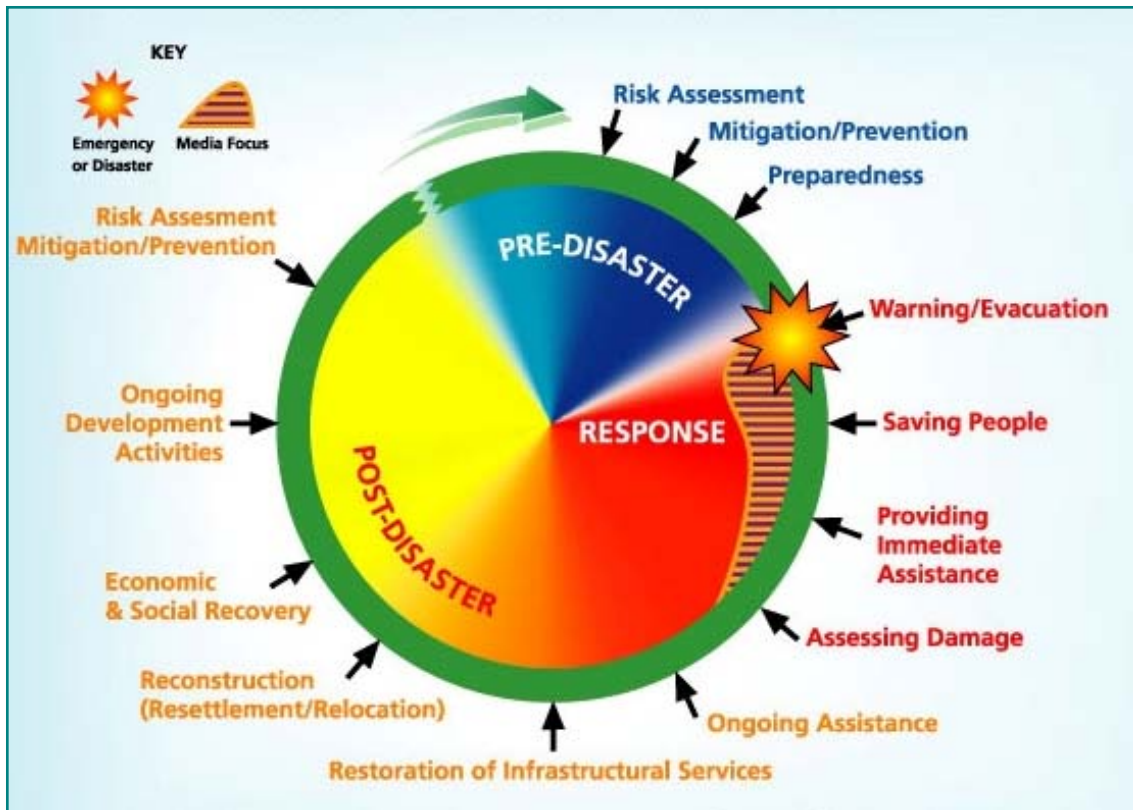 KEY
Emergency
or Disaster
Media Focus
Risk Assessment
Mitigation/Prevention
Preparedness
Warning/Evacuation
Saving People
Providing
Immediate
Assistance
Assessing Damage
Ongoing Assistance
Restoration of Infrastructural Services
Reconstruction
(Resettlement/Relocation)
Economic
& Social Recovery
Ongoing
Development
Activities
Risk Assesment
Mitigation/Prevention
PRE-DISASTER
RESPONSE
POST-DISASTER